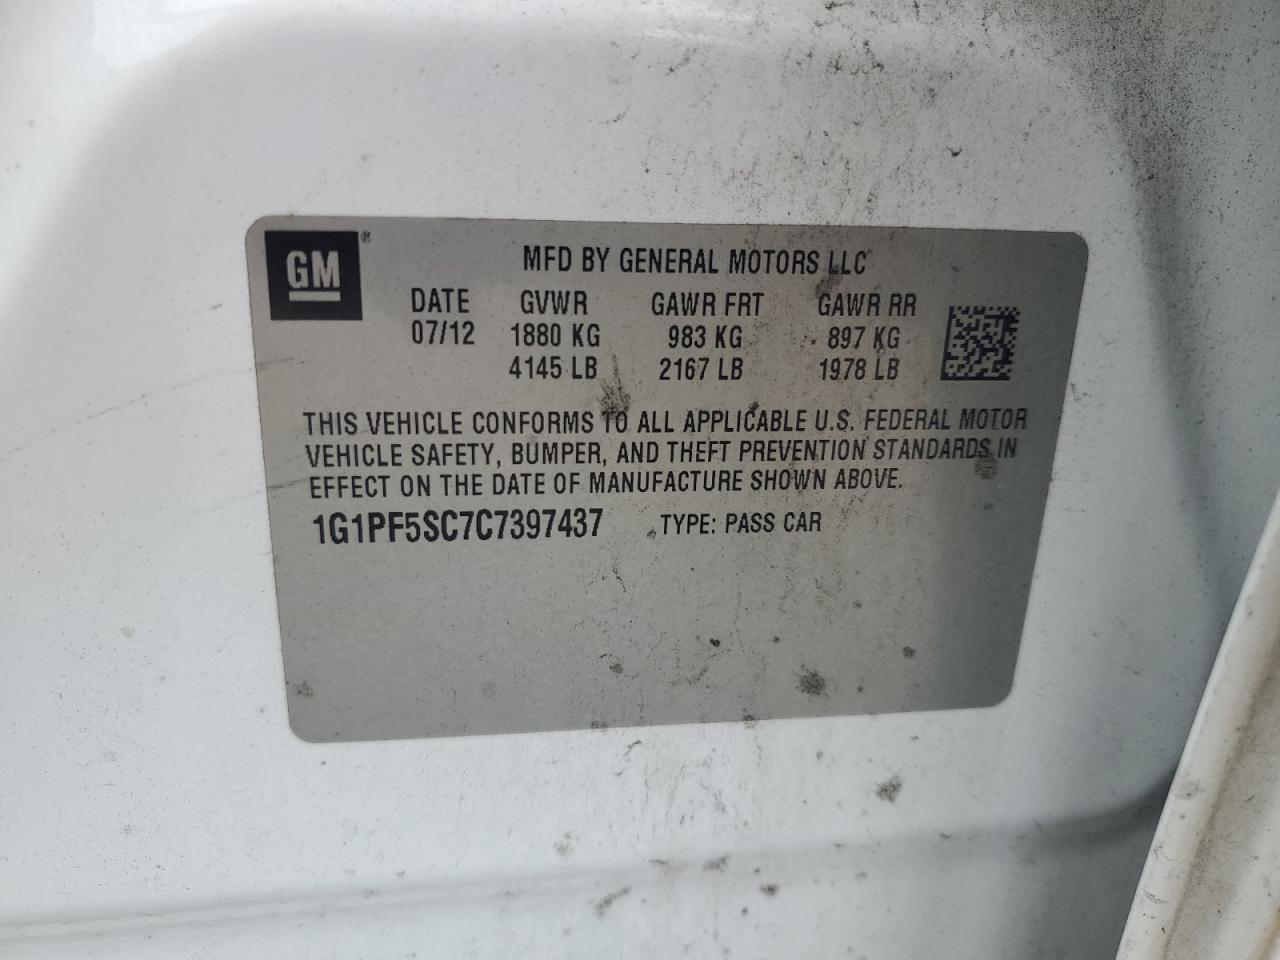 GM®
MFD BY GENERAL MOTORS LLC
DATE GVWR GAWR FRT GAWR RR
07/12 1880 KG 983 KG 897 KG
4145 LB 2167 LB 1978 LB
THIS VEHICLE CONFORMS TO ALL APPLICABLE U.S. FEDERAL MOTOR
VEHICLE SAFETY, BUMPER, AND THEFT PREVENTION STANDARDS IN
EFFECT ON THE DATE OF MANUFACTURE SHOWN ABOVE.
1G1PF5SC7C7397437 TYPE: PASS CAR